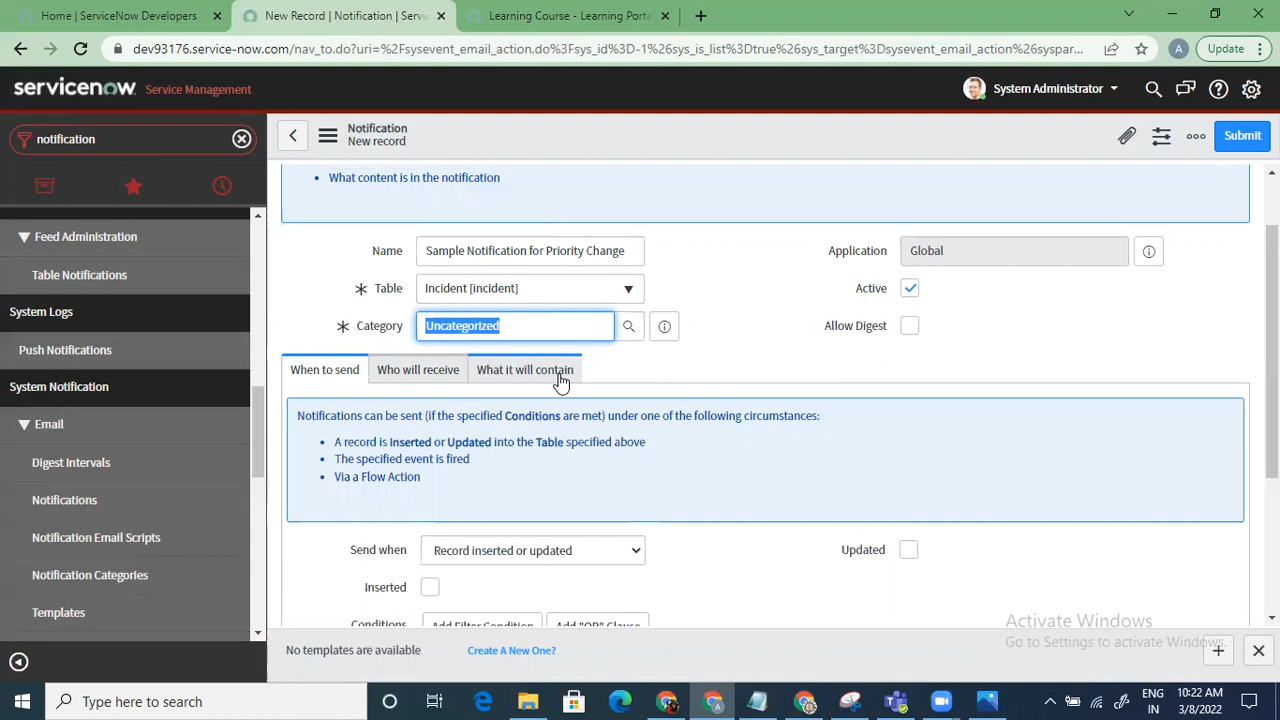 Home | ServiceNow Developers
New Record | Notification | Servic
Learning Course - Learning Porta
dev93176.service-now.com/nav_to.do?uri=%2Fsysevent_email_action.do%3Fsys_id%3D-1%26sys_is_list%3Dtrue%26sys_target%3Dsysevent_email_action%26syspar...
A
Update
servicenow Service Management
System Administrator
notification
Notification
New record
Submit
Feed Administration
Table Notifications
System Logs
Push Notifications
System Notification
Email
Digest Intervals
Notifications
Notification Email Scripts
Notification Categories
Templates
What content is in the notification
Name Sample Notification for Priority Change
Application Global
Table Incident [incident]
Active
Category Uncategorized
Allow Digest
When to send Who will receive What it will contain
Notifications can be sent (if the specified Conditions are met) under one of the following circumstances:
A record is Inserted or Updated into the Table specified above
The specified event is fired
Via a Flow Action
Send when Record inserted or updated
Updated
Inserted
Conditions Add Filter Condition Add "OR" Clause
Activate Windows
Go to Settings to activate Windows.
No templates are available Create A New One?
Type here to search
ENG
IN
10:22 AM
3/8/2022